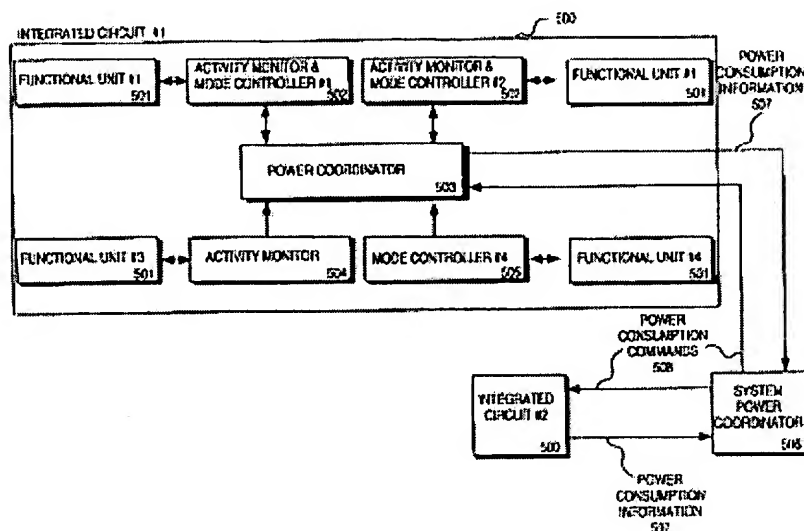 INTEGRATED CIRCUIT #1
500
FUNCTIONAL UNIT #1
501
ACTIVITY MONITOR &
MODE CONTROLLER #1
502
ACTIVITY MONITOR &
MODE CONTROLLER #2
502
FUNCTIONAL UNIT #1
501
POWER
CONSUMPTION
INFORMATION
507
POWER COORDINATOR
503
FUNCTIONAL UNIT #3
501
ACTIVITY MONITOR
504
MODE CONTROLLER #4
505
FUNCTIONAL UNIT #4
501
POWER
CONSUMPTION
COMMANDS
508
INTEGRATED
CIRCUIT #2
500
SYSTEM
POWER
COORDINATOR
506
POWER
CONSUMPTION
INFORMATION
507